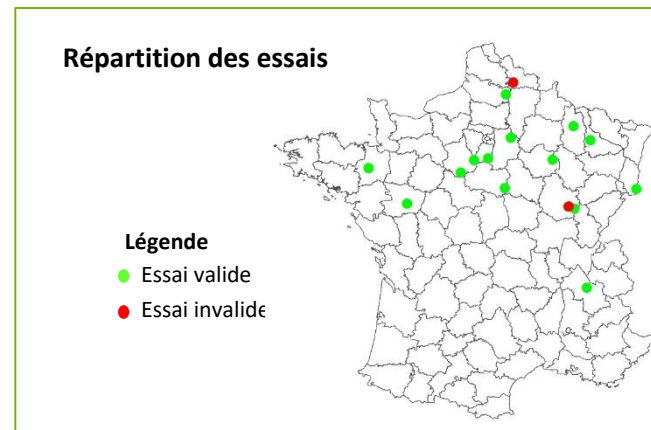 Répartition des essais
Légende
Essai valide
Essai invalide